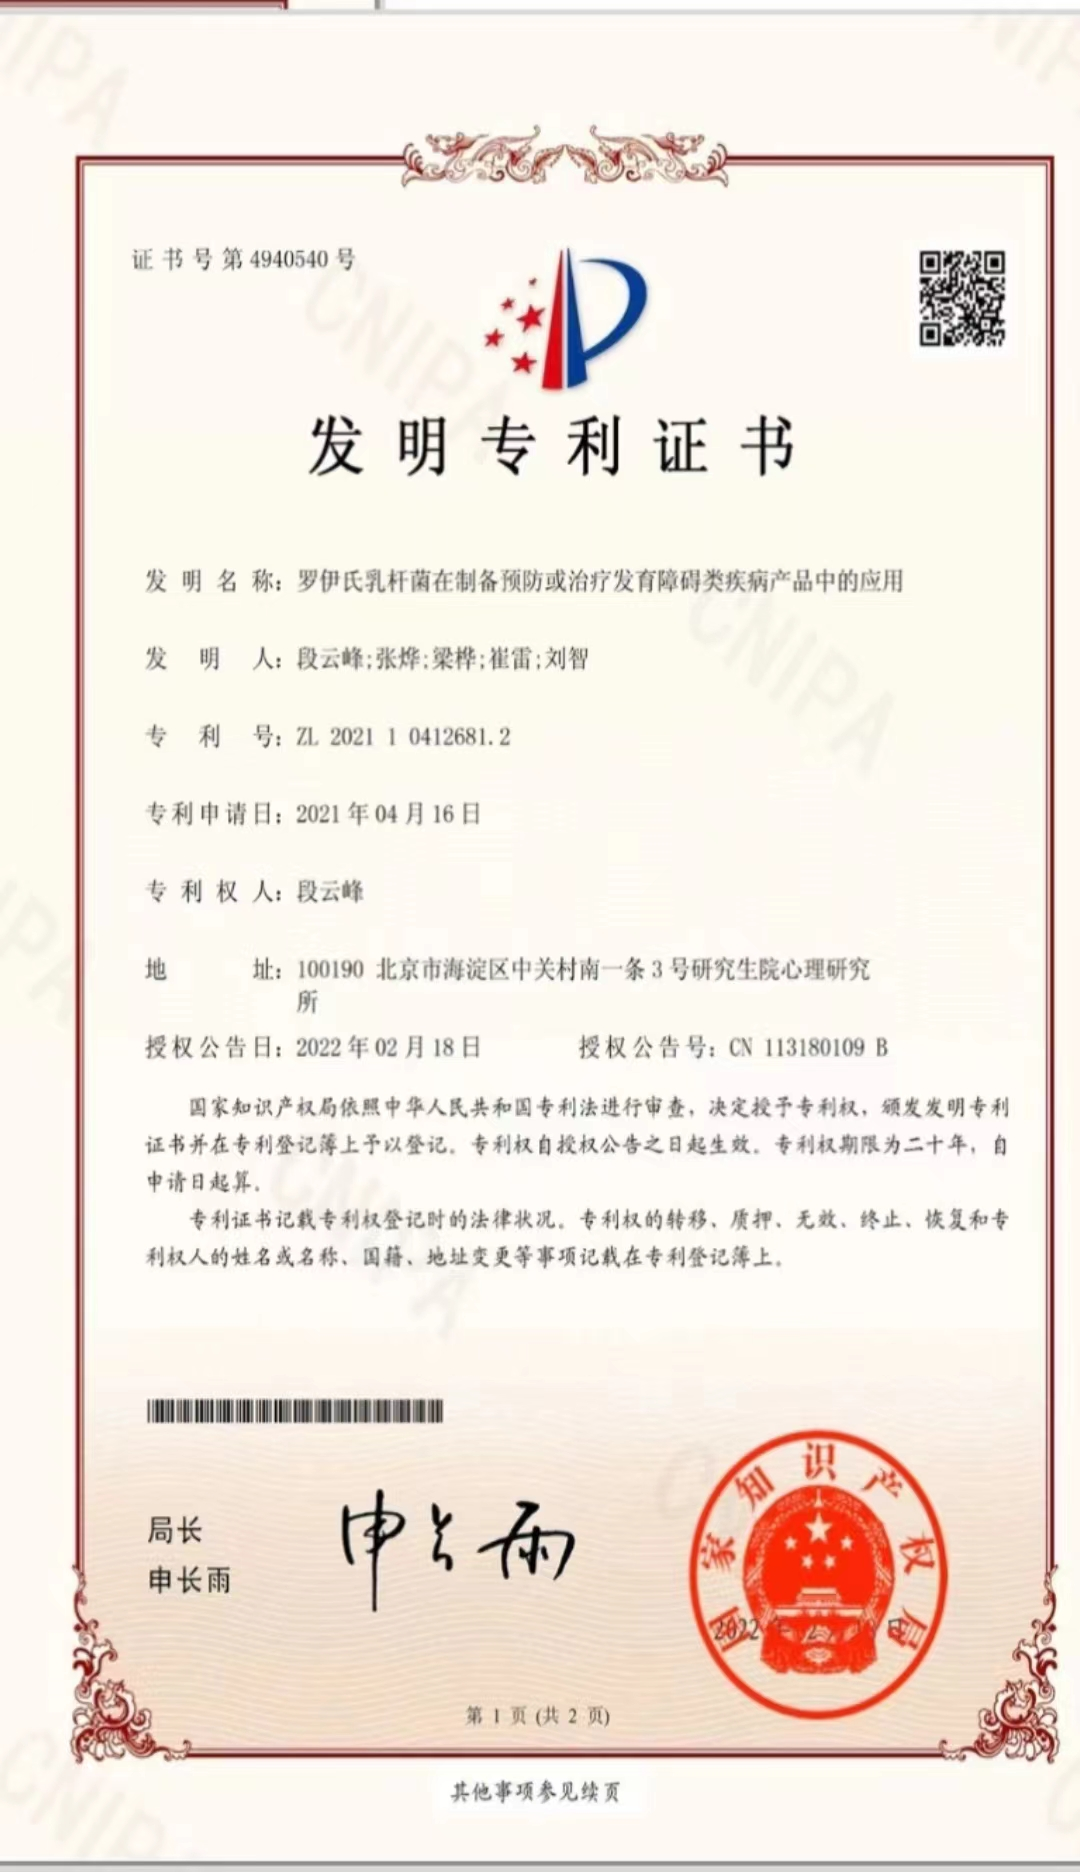 证书号第4940540号
发明专利证书
发明名称：罗伊氏乳杆菌在制备预防或治疗发育障碍类疾病产品中的应用
发明人：段云峰;张烨;梁桦;崔雷;刘智
专利号：ZL 2021 1 0412681.2
专利申请日：2021年04月16日
专利权人：段云峰
地址：100190 北京市海淀区中关村南一条3号研究生院心理研究
所
授权公告日：2022年02月18日 授权公告号：CN 113180109 B
国家知识产权局依照中华人民共和国专利法进行审查，决定授予专利权，颁发发明专利
证书并在专利登记簿上予以登记。专利权自授权公告之日起生效。专利权期限为二十年，自
申请日起算。
专利证书记载专利权登记时的法律状况。专利权的转移、质押、无效、终止、恢复和专
利权人的姓名或名称、国籍、地址变更等事项记载在专利登记簿上。
局长
申长雨
申长雨
国家知识产权局
2022年02月18日
第 1 页 (共 2 页)
其他事项参见续页
CNIPA